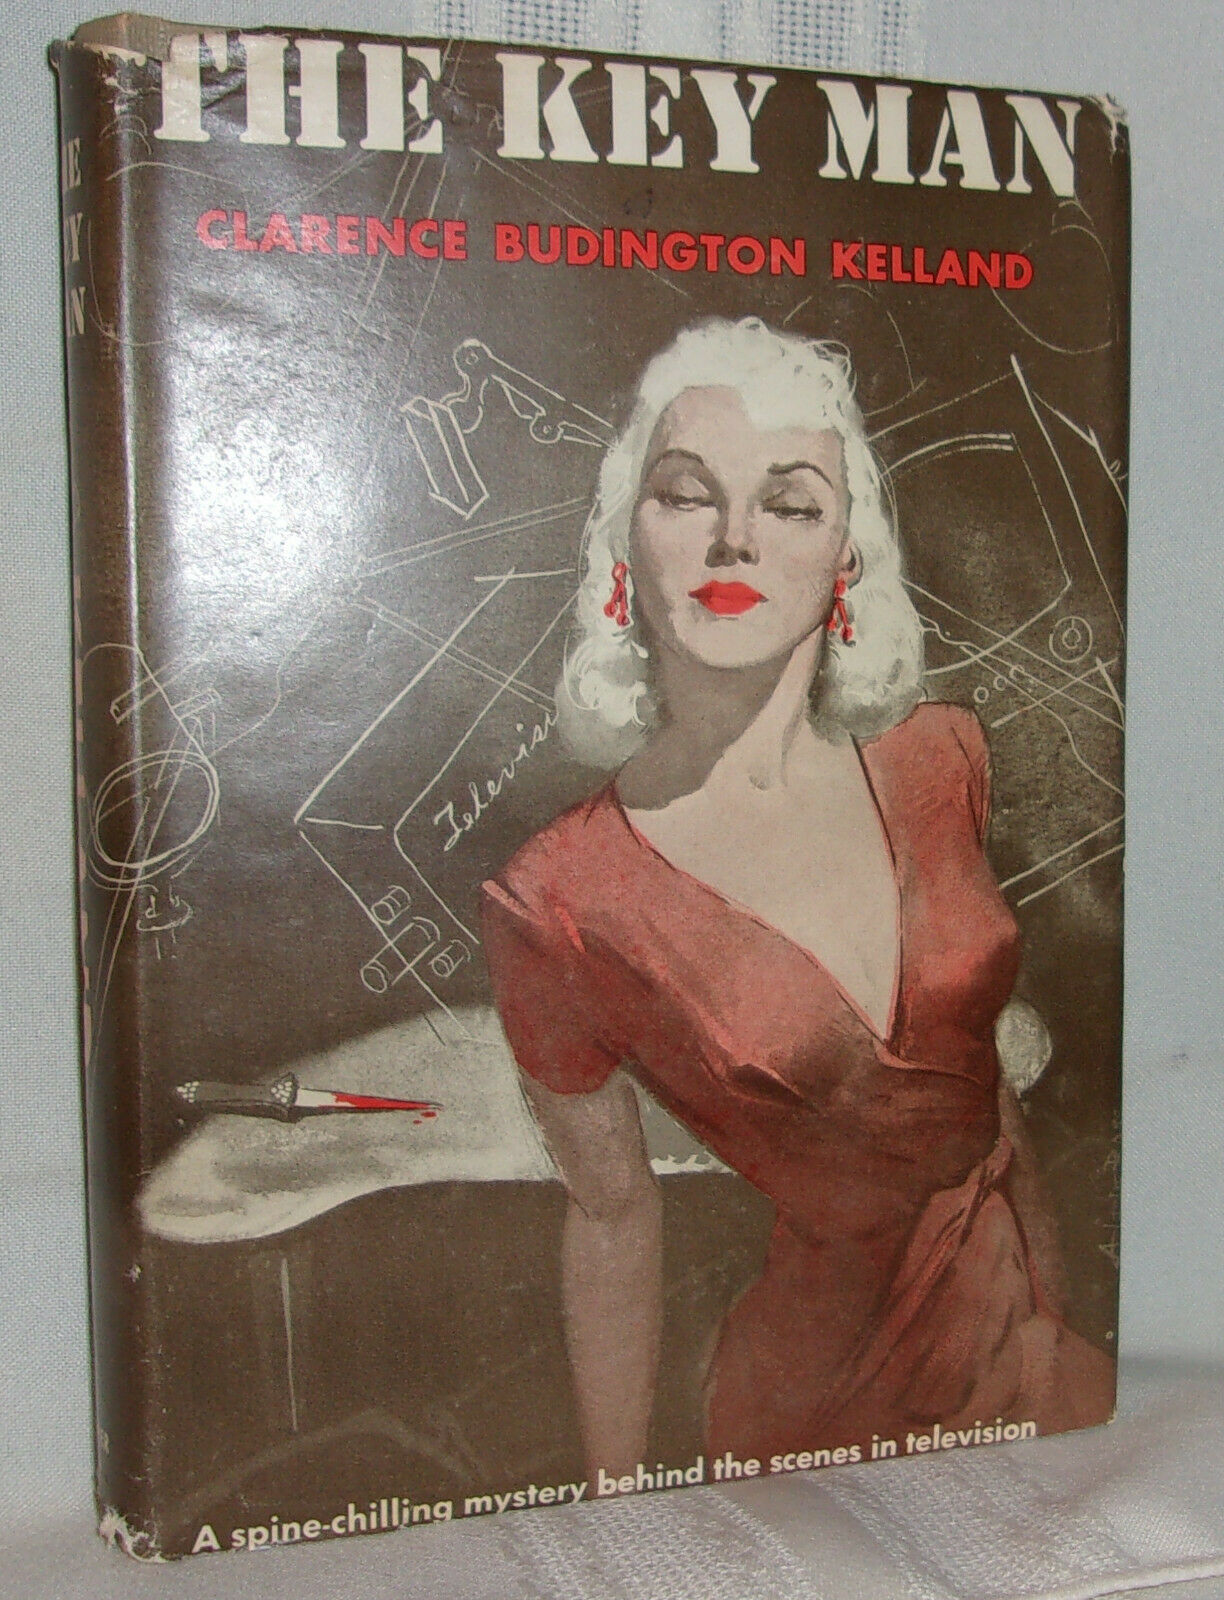 THE KEY MAN
CLARENCE BUDINGTON KELLAND
A spine-chilling mystery behind the scenes in television